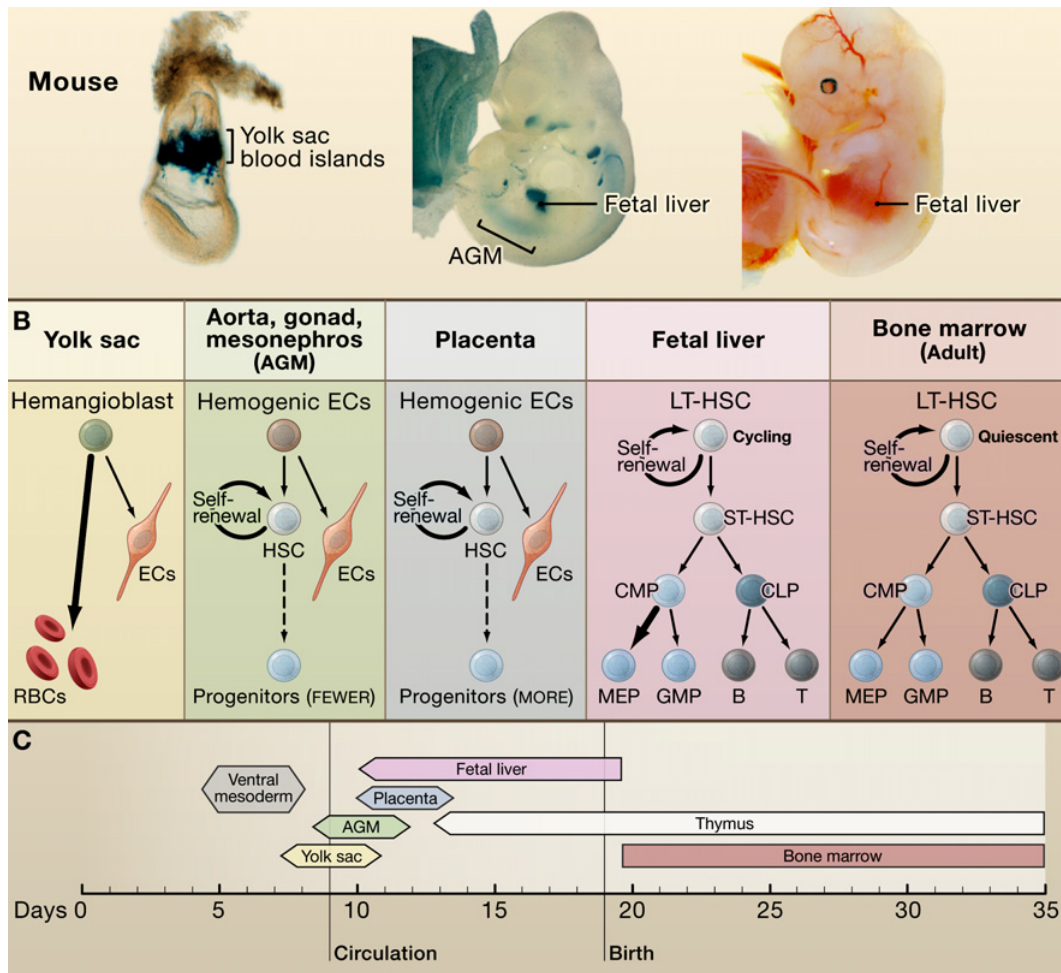 Mouse
Yolk sac
blood islands
Fetal liver
AGM
Fetal liver
B
Yolk sac
Aorta, gonad,
mesonephros
(AGM)
Placenta
Fetal liver
Bone marrow
(Adult)
Hemangioblast
ECs
RBCs
Hemogenic ECs
Self-
renewal
HSC
ECs
Progenitors (FEWER)
Hemogenic ECs
Self-
renewal
HSC
ECs
Progenitors (MORE)
LT-HSC
Cycling
Self-
renewal
ST-HSC
CMP
CLP
MEP GMP B T
LT-HSC
Quiescent
Self-
renewal
ST-HSC
CMP
CLP
MEP GMP B T
C
Ventral
mesoderm
Fetal liver
Placenta
AGM
Thymus
Yolk sac
Bone marrow
Days 0 5 10 15 20 25 30 35
Circulation
Birth